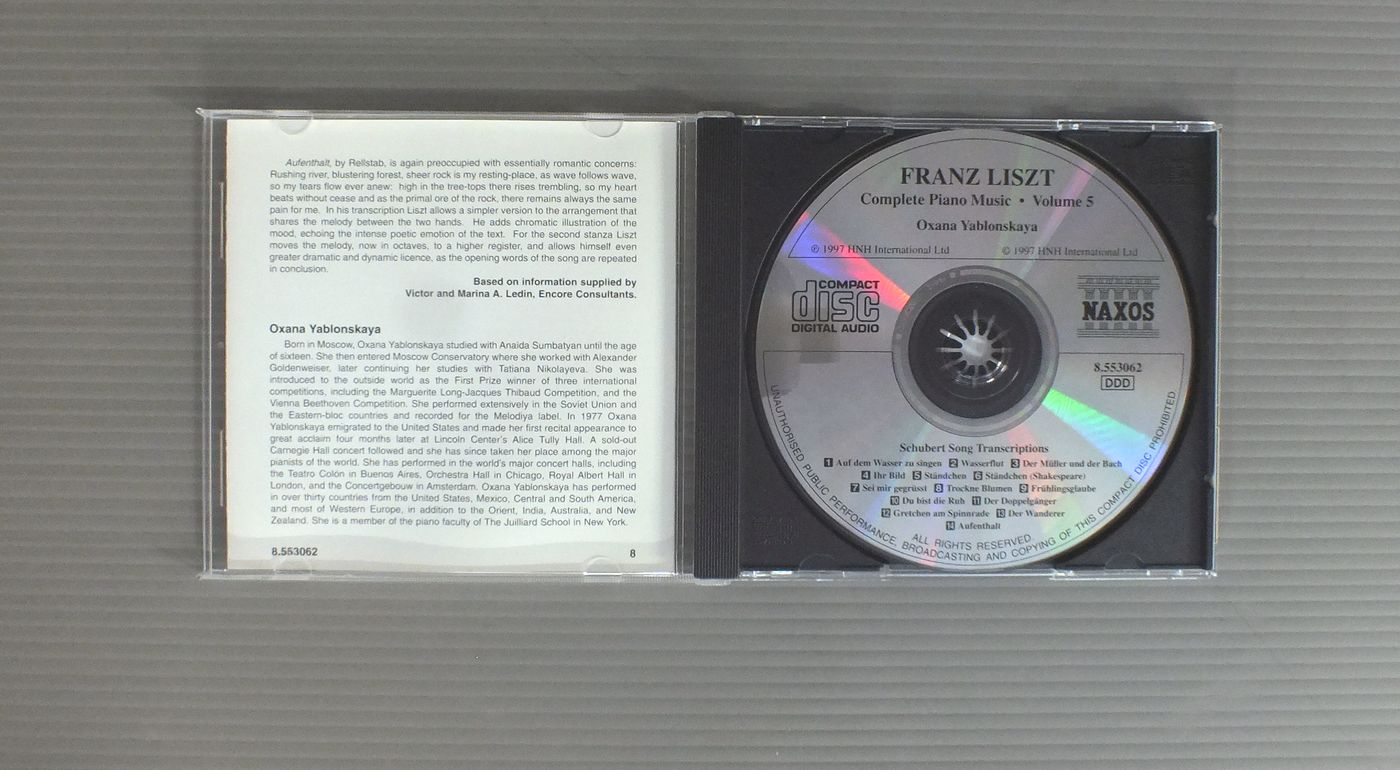 Aufenthalt, by Rellstab, is again preoccupied with essentially romantic concerns:
Rushing river, blustering forest, sheer rock is my resting-place, as wave follows wave,
so my tears flow ever anew: high in the tree-tops there rises trembling, so my heart
beats without cease and as the primal ore of the rock, there remains always the same
pain for me. In his transcription Liszt allows a simpler version to the arrangement that
shares the melody between the two hands. He adds chromatic illustration of the
mood, echoing the intense poetic emotion of the text. For the second stanza Liszt
moves the melody, now in octaves, to a higher register, and allows himself even
greater dramatic and dynamic licence, as the opening words of the song are repeated
in conclusion.
Based on information supplied by
Victor and Marina A. Ledin, Encore Consultants.
Oxana Yablonskaya
Born in Moscow, Oxana Yablonskaya studied with Anaida Sumbatyan until the age
of sixteen. She then entered Moscow Conservatory where she worked with Alexander
Goldenweiser, later continuing her studies with Tatiana Nikolayeva. She was
introduced to the outside world as the First Prize winner of three international
competitions, including the Marguerite Long-Jacques Thibaud Competition, and the
Vienna Beethoven Competition. She performed extensively in the Soviet Union and
the Eastern-bloc countries and recorded for the Melodiya label. In 1977 Oxana
Yablonskaya emigrated to the United States and made her first recital appearance to
great acclaim four months later at Lincoln Center's Alice Tully Hall. A sold-out
Carnegie Hall concert followed and she has since taken her place among the major
pianists of the world. She has performed in the world's major concert halls, including
the Teatro Colón in Buenos Aires, Orchestra Hall in Chicago, Royal Albert Hall in
London, and the Concertgebouw in Amsterdam. Oxana Yablonskaya has performed
in over thirty countries from the United States, Mexico, Central and South America,
and most of Western Europe, in addition to the Orient, India, Australia, and New
Zealand. She is a member of the piano faculty of The Juilliard School in New York.
8.553062 8
FRANZ LISZT
Complete Piano Music • Volume 5
Oxana Yablonskaya
℗ 1997 HNH International Ltd © 1997 HNH International Ltd
COMPACT
disc
DIGITAL AUDIO
NAXOS
8.553062
DDD
Schubert Song Transcriptions
1 Auf dem Wasser zu singen 2 Wasserflut 3 Der Müller und der Bach
4 Ihr Bild 5 Ständchen 6 Ständchen (Shakespeare)
7 Sei mir gegrüsst 8 Trockne Blumen 9 Frühlingsglaube
10 Du bist die Ruh 11 Der Doppelgänger
12 Gretchen am Spinnrade 13 Der Wanderer
14 Aufenthalt
ALL RIGHTS RESERVED
UNAUTHORISED PUBLIC PERFORMANCE BROADCASTING AND COPYING OF THIS COMPACT DISC PROHIBITED